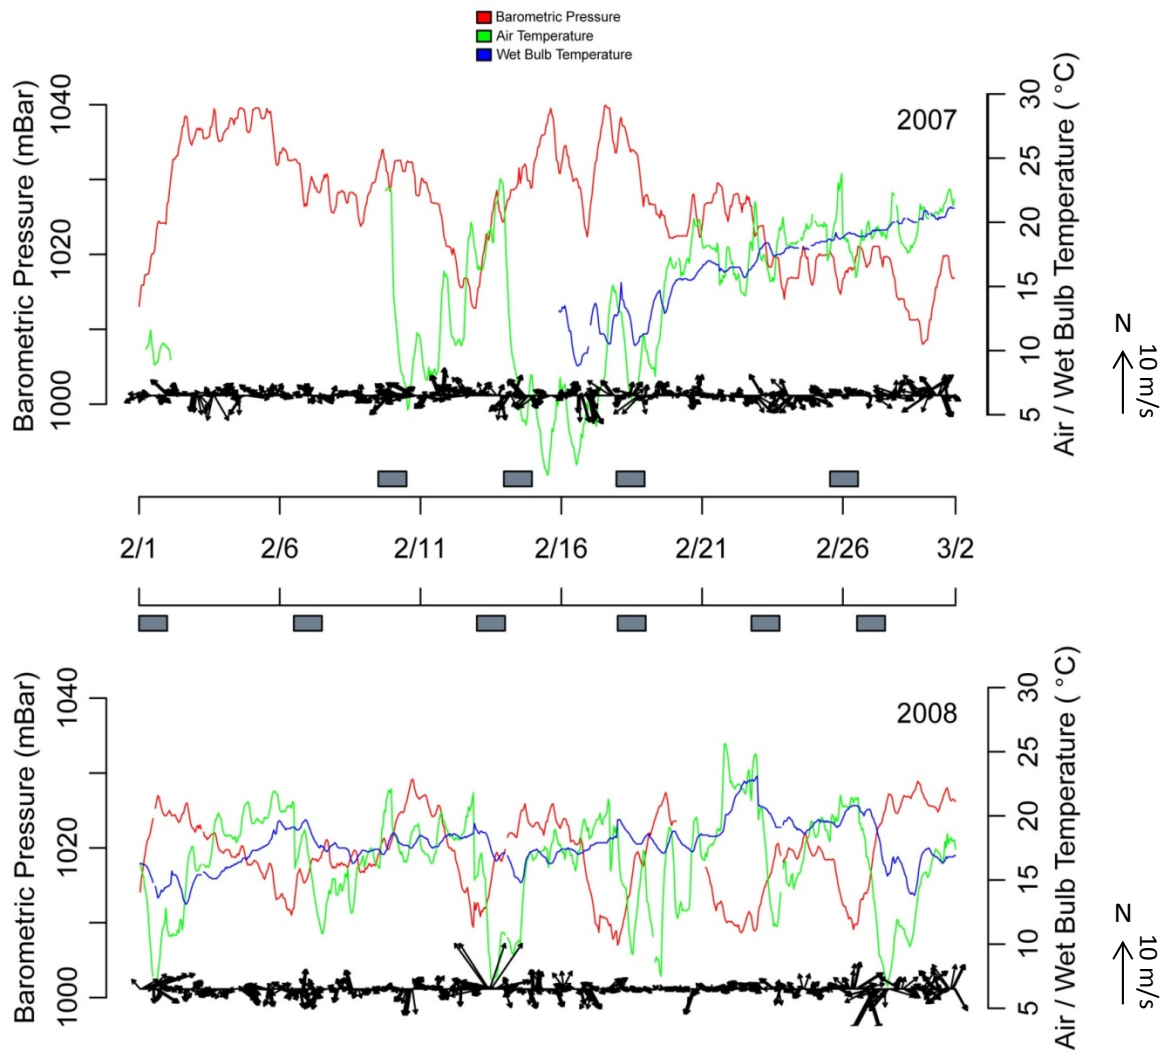 Barometric Pressure
Air Temperature
Wet Bulb Temperature
2007
Barometric Pressure (mBar)
1040
1020
1000
30
25
20
15
10
5
Air / Wet Bulb Temperature ( °C)
N
10 m/s
2/1 2/6 2/11 2/16 2/21 2/26 3/2
2008
Barometric Pressure (mBar)
1040
1020
1000
30
25
20
15
10
5
Air / Wet Bulb Temperature ( °C)
N
10 m/s